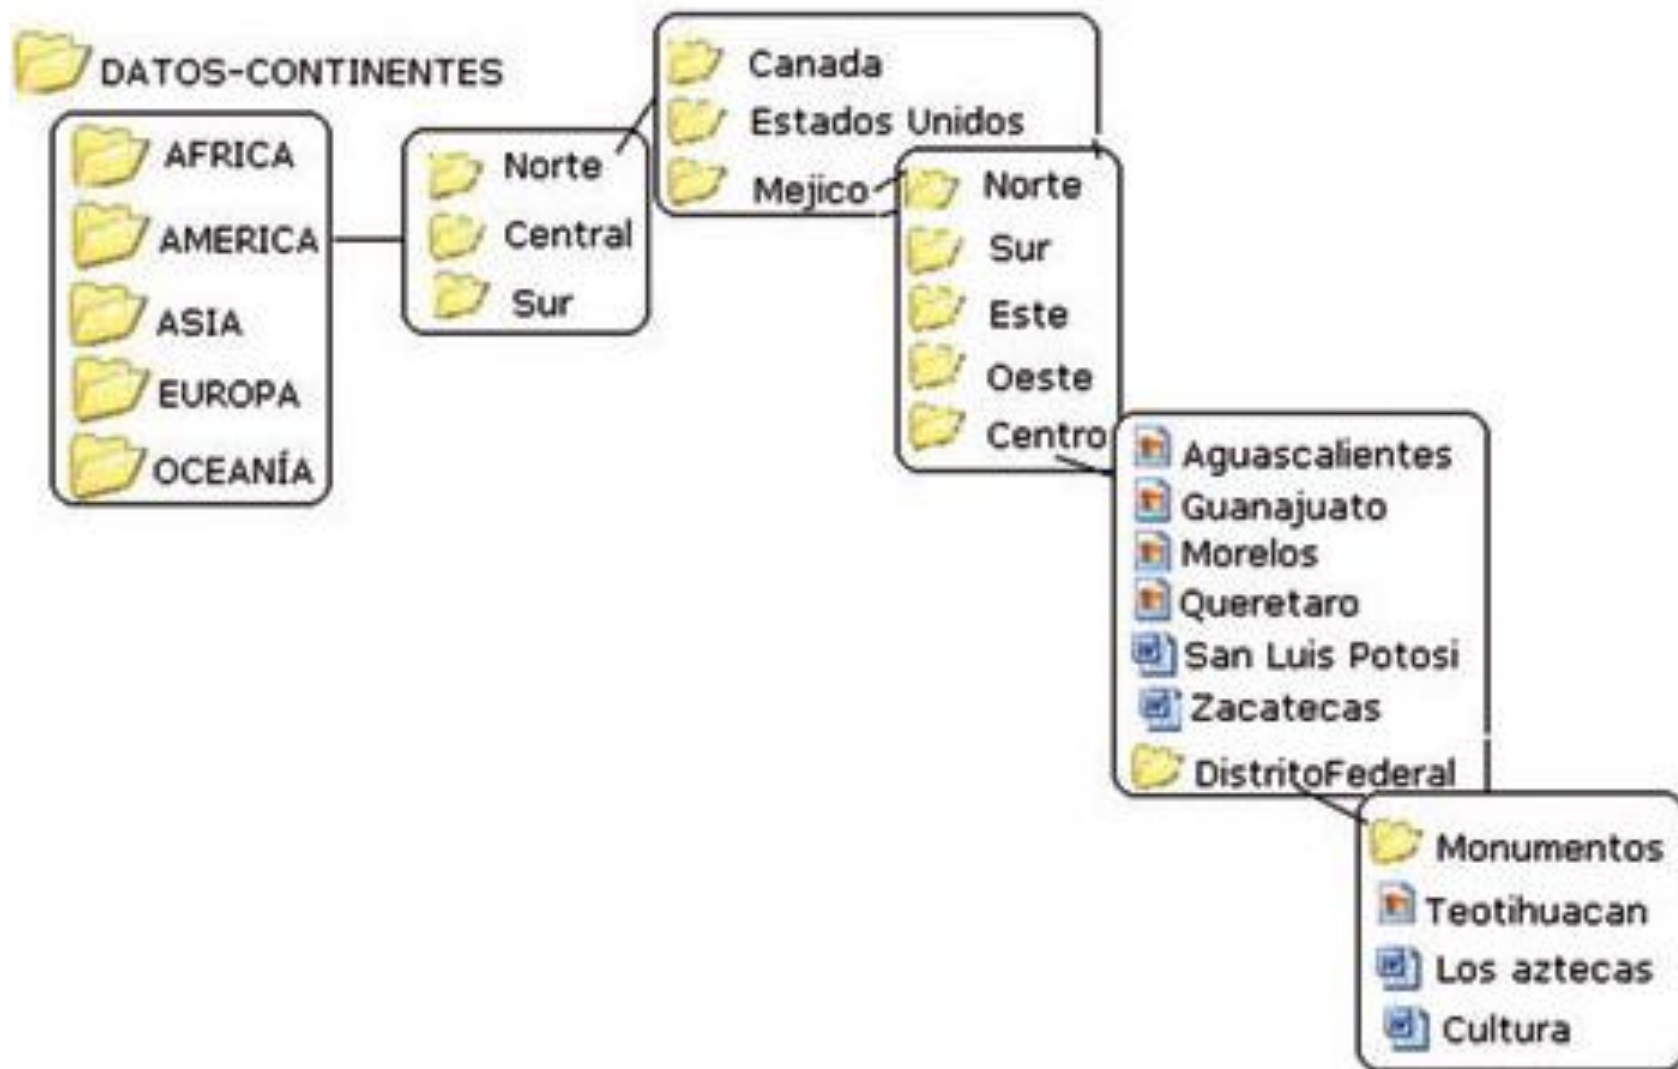 DATOS-CONTINENTES
AFRICA
AMERICA
ASIA
EUROPA
OCEANÍA
Norte
Central
Sur
Canada
Estados Unidos
Mejico
Norte
Sur
Este
Oeste
Centro
Aguascalientes
Guanajuato
Morelos
Queretaro
San Luis Potosi
Zacatecas
DistritoFederal
Monumentos
Teotihuacan
Los aztecas
Cultura